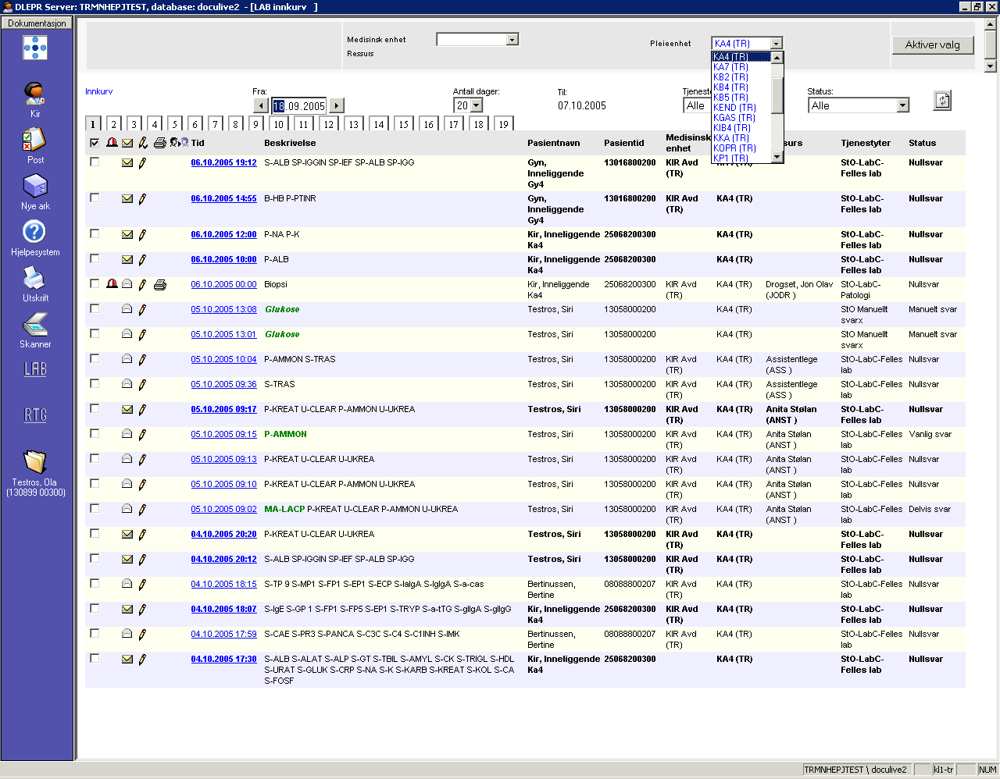 DLEPR Server: TRMNHEPJTEST, database: doculive2 - [LAB innkurv ]
Dokumentasjon
Kir
Post
Nye ark
Hjelpesystem
Utskrift
Skanner
LAB
RTG
Testros, Ola
(130899 00300)
Medisinsk enhet
Ressurs
Pleieenhet
KA4 (TR)
Aktiver valg
KA4 (TR)
KA7 (TR)
KB2 (TR)
KB4 (TR)
KB5 (TR)
KEND (TR)
KGAS (TR)
KIB4 (TR)
KKA (TR)
KOPR (TR)
KP1 (TR)
Innkurv
Fra:
18.09.2005
Antall dager:
20
Til:
07.10.2005
Tjenest
Alle
Status:
Alle
1 2 3 4 5 6 7 8 9 10 11 12 13 14 15 16 17 18 19
Tid Beskrivelse Pasientnavn Pasientid Medisinsk enhet urs Tjenestyter Status
06.10.2005 19:12 S-ALB SP-IGGIN SP-IEF SP-ALB SP-IGG Gyn, Inneliggende Gy4 13016800200 KIR Avd (TR) KA4 (TR) StO-LabC-Felles lab Nullsvar
06.10.2005 14:55 B-HB P-PTINR Gyn, Inneliggende Gy4 13016800200 KIR Avd (TR) KA4 (TR) StO-LabC-Felles lab Nullsvar
06.10.2005 12:00 P-NA P-K Kir, Inneliggende Ka4 25068200300 KA4 (TR) StO-LabC-Felles lab Nullsvar
06.10.2005 10:00 P-ALB Kir, Inneliggende Ka4 25068200300 KA4 (TR) StO-LabC-Felles lab Nullsvar
06.10.2005 00:00 Biopsi Kir, Inneliggende Ka4 25068200300 KIR Avd (TR) KA4 (TR) Drogset, Jon Olav (JODR ) StO-LabC-Patologi Nullsvar
05.10.2005 13:08 Glukose Testros, Siri 13058000200 KA4 (TR) StO Manuellt svarx Manuelt svar
05.10.2005 13:01 Glukose Testros, Siri 13058000200 KA4 (TR) StO Manuellt svarx Manuelt svar
05.10.2005 10:04 P-AMMON S-TRAS Testros, Siri 13058000200 KIR Avd (TR) KA4 (TR) Assistentlege (ASS ) StO-LabC-Felles lab Nullsvar
05.10.2005 09:36 S-TRAS Testros, Siri 13058000200 KIR Avd (TR) KA4 (TR) Assistentlege (ASS ) StO-LabC-Felles lab Nullsvar
05.10.2005 09:17 P-KREAT U-CLEAR P-AMMON U-UKREA Testros, Siri 13058000200 KIR Avd (TR) KA4 (TR) Anita Stølan (ANST ) StO-LabC-Felles lab Nullsvar
05.10.2005 09:15 P-AMMON Testros, Siri 13058000200 KIR Avd (TR) KA4 (TR) Anita Stølan (ANST ) StO-LabC-Felles lab Vanlig svar
05.10.2005 09:13 P-KREAT U-CLEAR U-UKREA Testros, Siri 13058000200 KIR Avd (TR) KA4 (TR) Anita Stølan (ANST ) StO-LabC-Felles lab Nullsvar
05.10.2005 09:10 P-KREAT U-CLEAR P-AMMON U-UKREA Testros, Siri 13058000200 KIR Avd (TR) KA4 (TR) Anita Stølan (ANST ) StO-LabC-Felles lab Nullsvar
05.10.2005 09:02 MA-LACP P-KREAT U-CLEAR P-AMMON U-UKREA Testros, Siri 13058000200 KIR Avd (TR) KA4 (TR) Anita Stølan (ANST ) StO-LabC-Felles lab Delvis svar
04.10.2005 20:20 P-KREAT U-CLEAR U-UKREA Testros, Siri 13058000200 KIR Avd (TR) KA4 (TR) StO-LabC-Felles lab Nullsvar
04.10.2005 20:12 S-ALB SP-IGGIN SP-IEF SP-ALB SP-IGG Testros, Siri 13058000200 KIR Avd (TR) KA4 (TR) StO-LabC-Felles lab Nullsvar
04.10.2005 18:15 S-TP 9 S-MP1 S-FP1 S-EP1 S-ECP S-IaIgA S-IgIgA S-a-cas Bertinussen, Bertine 08088800207 KIR Avd (TR) KA4 (TR) StO-LabC-Felles lab Nullsvar
04.10.2005 18:07 S-IgE S-GP 1 S-FP1 S-FP5 S-EP1 S-TRYP S-a-tTG S-glIgA S-glIgG Kir, Inneliggende Ka4 25068200300 KIR Avd (TR) KA4 (TR) StO-LabC-Felles lab Nullsvar
04.10.2005 17:59 S-CAE S-PR3 S-PANCA S-C3C S-C4 S-C1INH S-IMK Bertinussen, Bertine 08088800207 KIR Avd (TR) KA4 (TR) StO-LabC-Felles lab Nullsvar
04.10.2005 17:30 S-ALB S-ALAT S-ALP S-GT S-TBIL S-AMYL S-CK S-TRIGL S-HDL S-URAT S-GLUK S-CRP S-NA S-K S-KARB S-KREAT S-KOL S-CA S-FOSF Kir, Inneliggende Ka4 25068200300 KA4 (TR) StO-LabC-Felles lab Nullsvar
TRMNHEPJTEST \ doculive2 kl1-tr NUM